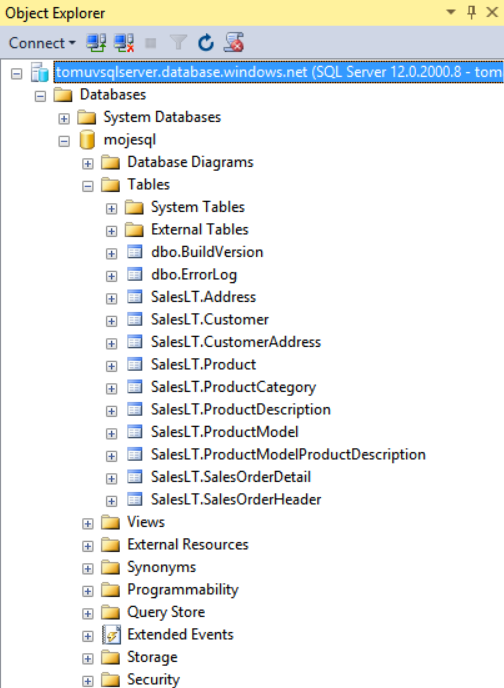 Object Explorer
Connect
tomuvsqlserver.database.windows.net (SQL Server 12.0.2000.8 - tom
Databases
System Databases
mojesql
Database Diagrams
Tables
System Tables
External Tables
dbo.BuildVersion
dbo.ErrorLog
SalesLT.Address
SalesLT.Customer
SalesLT.CustomerAddress
SalesLT.Product
SalesLT.ProductCategory
SalesLT.ProductDescription
SalesLT.ProductModel
SalesLT.ProductModelProductDescription
SalesLT.SalesOrderDetail
SalesLT.SalesOrderHeader
Views
External Resources
Synonyms
Programmability
Query Store
Extended Events
Storage
Security